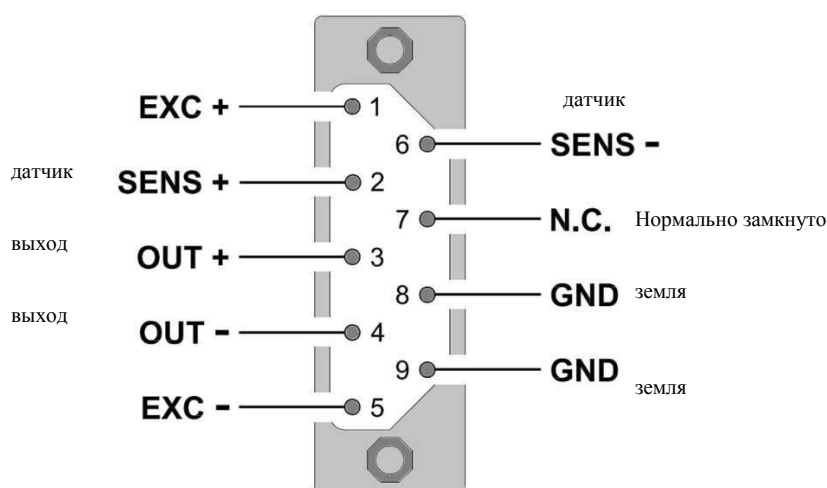 EXC +
1
датчик
6
SENS -
датчик
SENS +
2
7
N.C. Нормально замкнуто
выход
OUT +
3
8
GND земля
выход
OUT -
4
9
GND
земля
EXC -
5